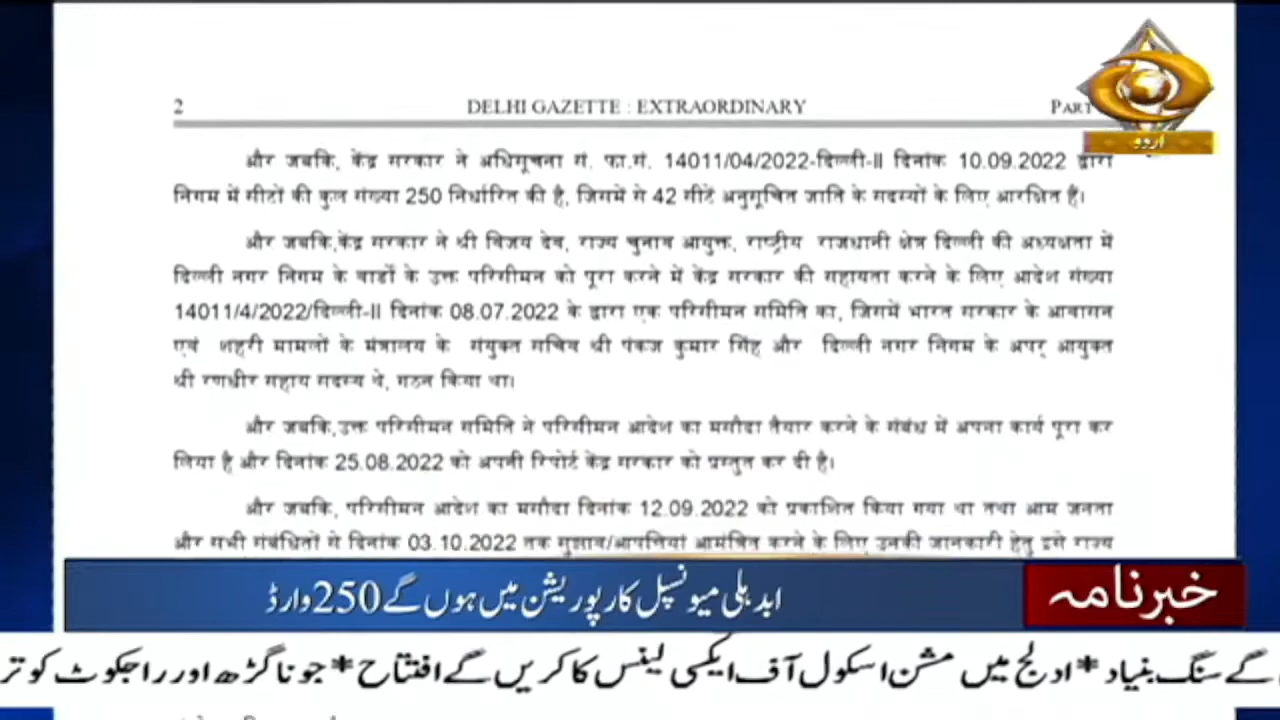 2 DELHI GAZETTE : EXTRAORDINARY PART
اردو
और जबकि, केंद्र सरकार ने अधिसूचना सं. फा.सं. 14011/04/2022-दिल्ली-II दिनांक 10.09.2022 द्वारा
निगम में सीटों की कुल संख्या 250 निर्धारित की है, जिसमें से 42 सीटें अनुसूचित जाति के सदस्यों के लिए आरक्षित हैं।
और जबकि,केंद्र सरकार ने श्री विजय देव, राज्य चुनाव आयुक्त, राष्ट्रीय राजधानी क्षेत्र दिल्ली की अध्यक्षता में
दिल्ली नगर निगम के वार्डों के उक्त परिसीमन को पूरा करने में केंद्र सरकार की सहायता करने के लिए आदेश संख्या
14011/4/2022/दिल्ली-II दिनांक 08.07.2022 के द्वारा एक परिसीमन समिति का, जिसमें भारत सरकार के आवासन
एवं शहरी मामलों के मंत्रालय के संयुक्त सचिव श्री पंकज कुमार सिंह और दिल्ली नगर निगम के अपर आयुक्त
श्री रणधीर सहाय सदस्य थे, गठन किया था।
और जबकि,उक्त परिसीमन समिति ने परिसीमन आदेश का मसौदा तैयार करने के संबंध में अपना कार्य पूरा कर
लिया है और दिनांक 25.08.2022 को अपनी रिपोर्ट केंद्र सरकार को प्रस्तुत कर दी है।
और जबकि, परिसीमन आदेश का मसौदा दिनांक 12.09.2022 को प्रकाशित किया गया था तथा आम जनता
और सभी संबंधितों से दिनांक 03.10.2022 तक सुझाव/आपत्तियां आमंत्रित करने के लिए उनकी जानकारी हेतु इसे राज्य
خبرنامہ
اب دہلی میونسپل کارپوریشن میں ہوں گے 250 وارڈ
گے سنگ بنیاد * ادلج میں مشن اسکول آف ایکسی لینس کا کریں گے افتتاح * جوناگڑھ اور راجکوٹ کو